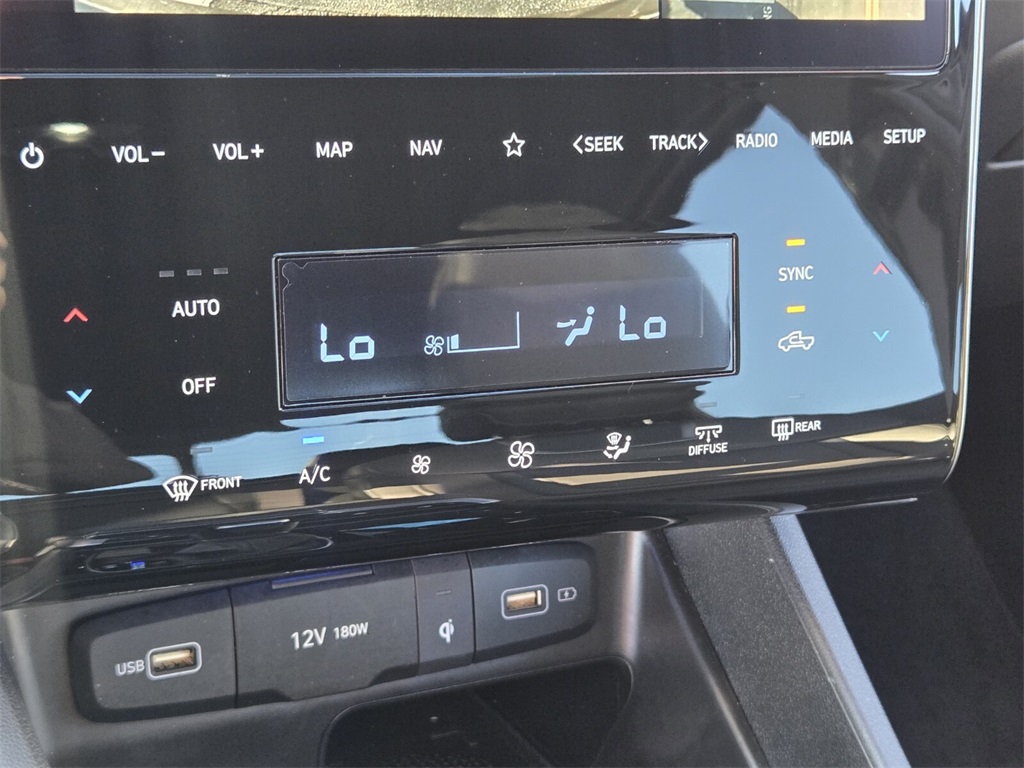 VOL− VOL+ MAP NAV SEEK TRACK RADIO MEDIA SETUP
SYNC
AUTO
Lo Lo
OFF
FRONT A/C DIFFUSE REAR
USB 12V 180W qi